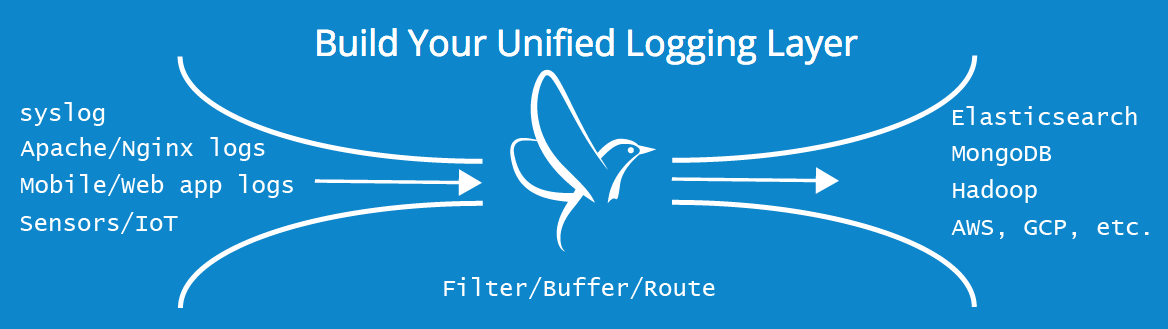 Build Your Unified Logging Layer
syslog
Apache/Nginx logs
Mobile/Web app logs
Sensors/IoT
Filter/Buffer/Route
Elasticsearch
MongoDB
Hadoop
AWS, GCP, etc.